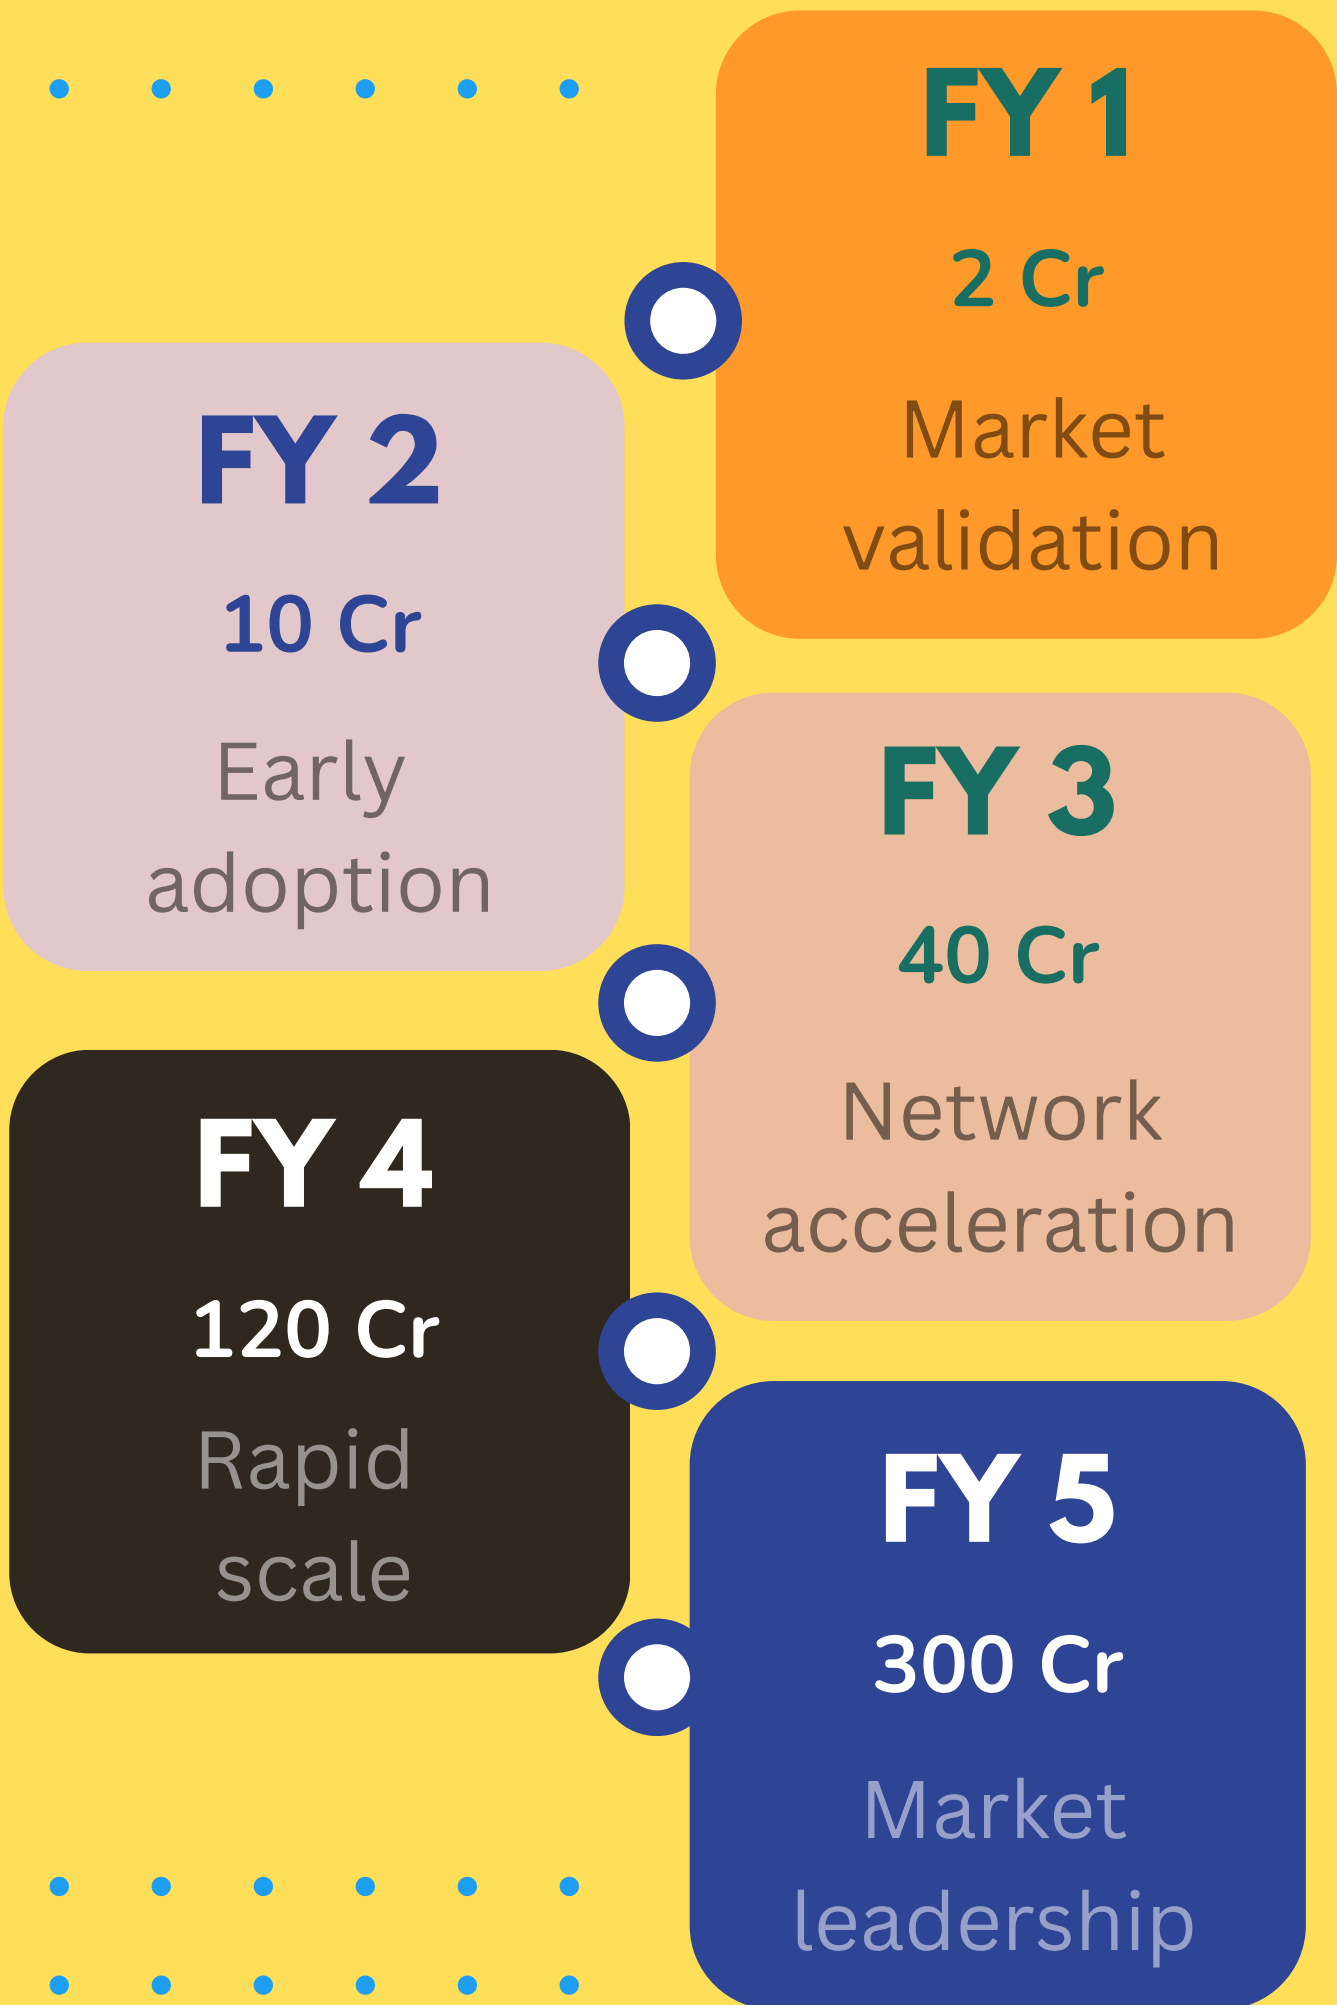 FY 1
2 Cr
Market
validation
FY 2
10 Cr
Early
adoption
FY 3
40 Cr
Network
acceleration
FY 4
120 Cr
Rapid
scale
FY 5
300 Cr
Market
leadership